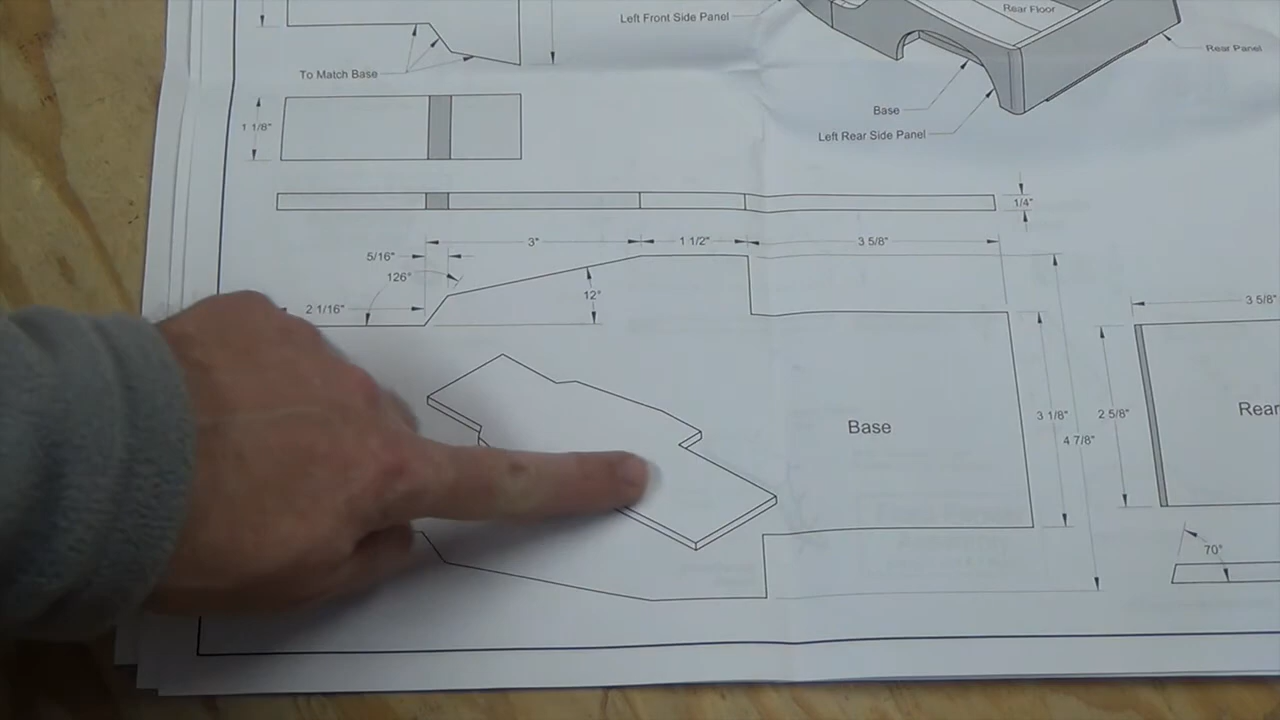 Left Front Side Panel
Rear Floor
Rear Panel
To Match Base
Base
Left Rear Side Panel
1 1/8"
1/4"
3"
1 1/2"
3 5/8"
5/16"
126°
12°
2 1/16"
3 5/8"
Base
3 1/8"
4 7/8"
2 5/8"
Rear
70°